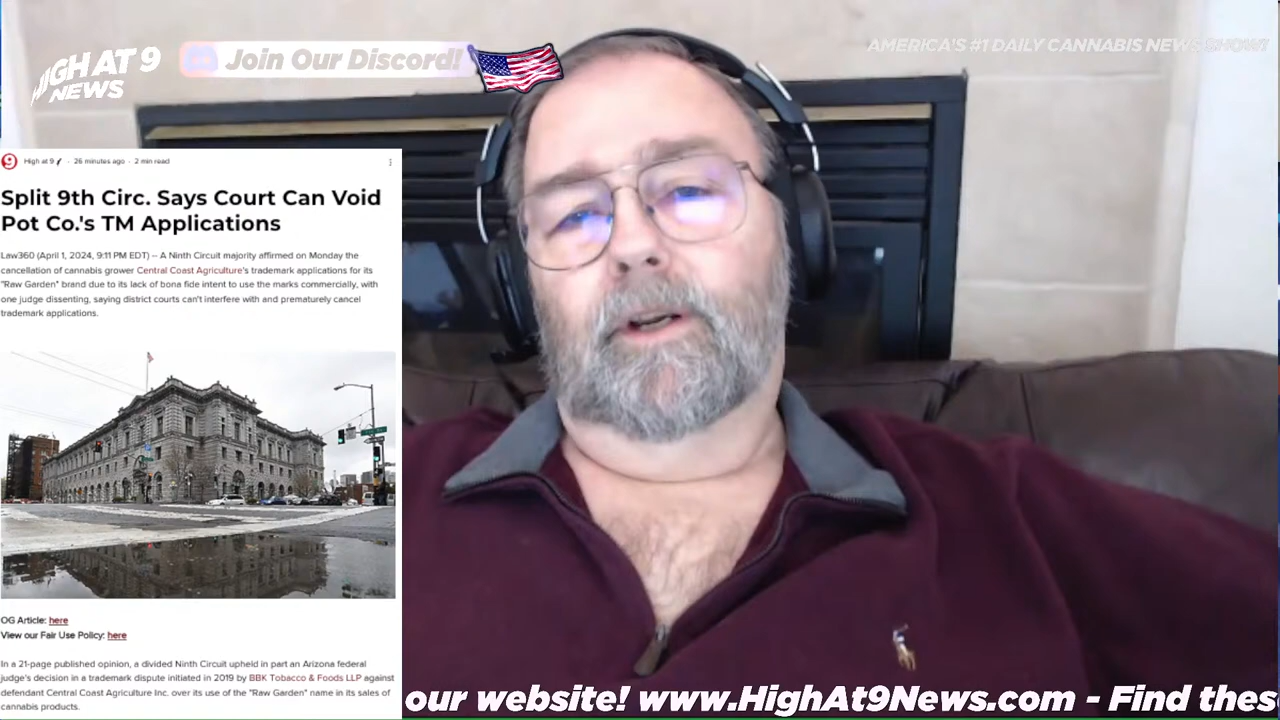 HIGH AT 9
NEWS
Join Our Discord!
AMERICA'S #1 DAILY CANNABIS NEWS SHOW!
9 High at 9 · 26 minutes ago · 2 min read
Split 9th Circ. Says Court Can Void
Pot Co.'s TM Applications
Law360 (April 1, 2024, 9:11 PM EDT) -- A Ninth Circuit majority affirmed on Monday the
cancellation of cannabis grower Central Coast Agriculture's trademark applications for its
"Raw Garden" brand due to its lack of bona fide intent to use the marks commercially, with
one judge dissenting, saying district courts can't interfere with and prematurely cancel
trademark applications.
OG Article: here
View our Fair Use Policy: here
In a 21-page published opinion, a divided Ninth Circuit upheld in part an Arizona federal
judge's decision in a trademark dispute initiated in 2019 by BBK Tobacco & Foods LLP against
defendant Central Coast Agriculture Inc. over its use of the "Raw Garden" name in its sales of
cannabis products.
our website! www.HighAt9News.com - Find thes